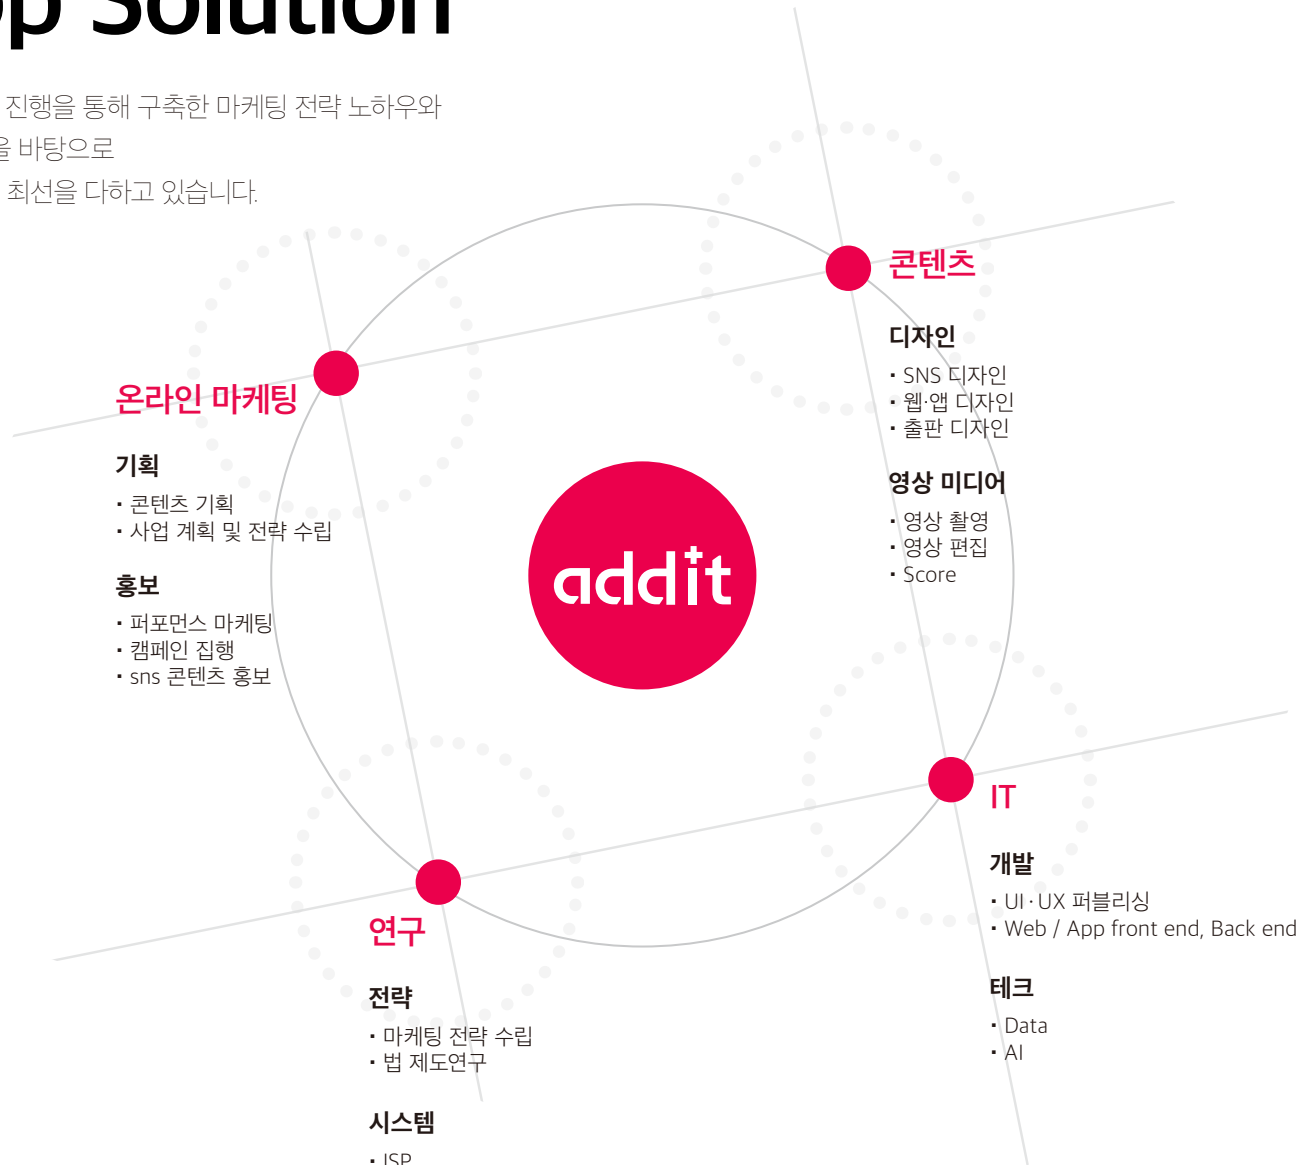 op Solution
진행을 통해 구축한 마케팅 전략 노하우와
을 바탕으로
최선을 다하고 있습니다.
콘텐츠
디자인
· SNS 디자인
· 웹·앱 디자인
· 출판 디자인
영상 미디어
· 영상 촬영
· 영상 편집
· Score
온라인 마케팅
기획
· 콘텐츠 기획
· 사업 계획 및 전략 수립
홍보
· 퍼포먼스 마케팅
· 캠페인 집행
· sns 콘텐츠 홍보
addit
IT
개발
· UI · UX 퍼블리싱
· Web / App front end, Back end
테크
· Data
· AI
연구
전략
· 마케팅 전략 수립
· 법 제도연구
시스템
· ISP